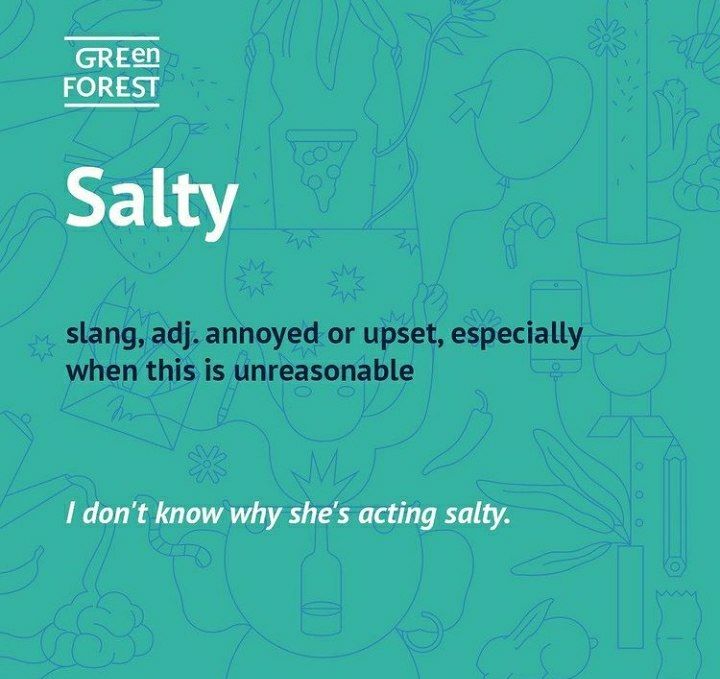 GREen
FOREST
Salty
slang, adj. annoyed or upset, especially
when this is unreasonable
I don't know why she's acting salty.